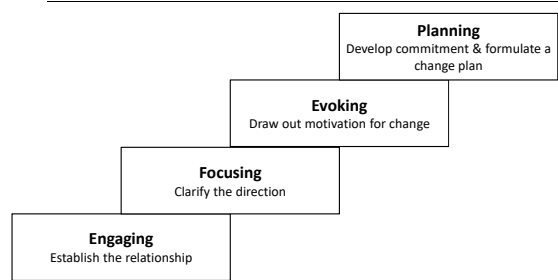 Planning
Develop commitment & formulate a
change plan
Evoking
Draw out motivation for change
Focusing
Clarify the direction
Engaging
Establish the relationship